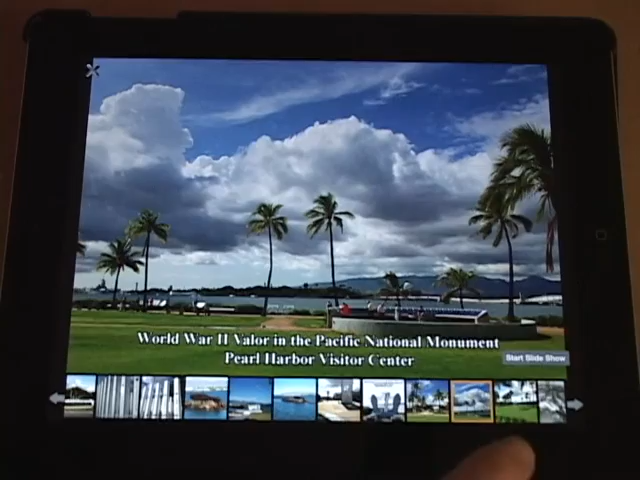 World War II Valor in the Pacific National Monument
Pearl Harbor Visitor Center
Start Slide Show